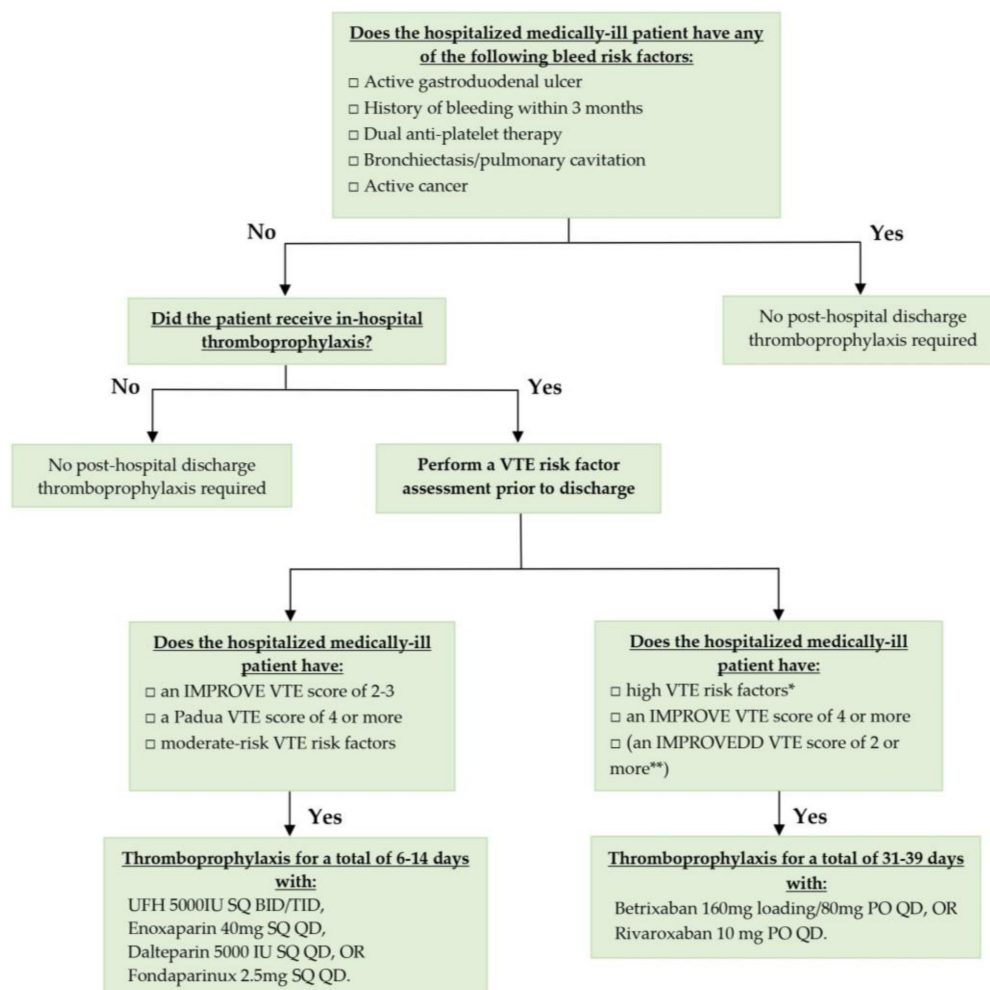 Does the hospitalized medically-ill patient have any
of the following bleed risk factors:
□ Active gastroduodenal ulcer
□ History of bleeding within 3 months
□ Dual anti-platelet therapy
□ Bronchiectasis/pulmonary cavitation
□ Active cancer
No
Yes
Did the patient receive in-hospital
thromboprophylaxis?
No post-hospital discharge
thromboprophylaxis required
No
Yes
No post-hospital discharge
thromboprophylaxis required
Perform a VTE risk factor
assessment prior to discharge
Does the hospitalized medically-ill
patient have:
□ an IMPROVE VTE score of 2-3
□ a Padua VTE score of 4 or more
□ moderate-risk VTE risk factors
Does the hospitalized medically-ill
patient have:
□ high VTE risk factors*
□ an IMPROVE VTE score of 4 or more
□ (an IMPROVEDD VTE score of 2 or
more**)
Yes
Yes
Thromboprophylaxis for a total of 6-14 days
with:
UFH 5000IU SQ BID/TID,
Enoxaparin 40mg SQ QD,
Dalteparin 5000 IU SQ QD, OR
Fondaparinux 2.5mg SQ QD.
Thromboprophylaxis for a total of 31-39 days
with:
Betrixaban 160mg loading/80mg PO QD, OR
Rivaroxaban 10 mg PO QD.